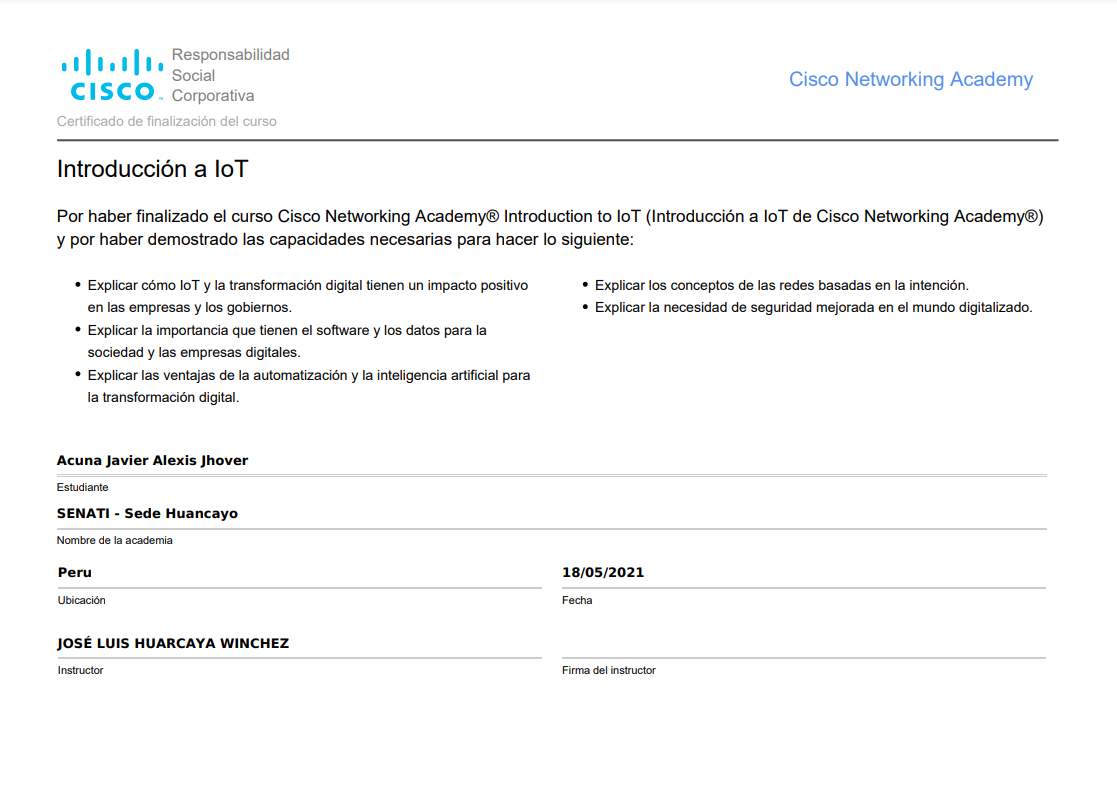 Responsabilidad
Social
Corporativa
CISCO
Cisco Networking Academy
Certificado de finalización del curso
Introducción a IoT
Por haber finalizado el curso Cisco Networking Academy® Introduction to IoT (Introducción a IoT de Cisco Networking Academy®)
y por haber demostrado las capacidades necesarias para hacer lo siguiente:
• Explicar cómo IoT y la transformación digital tienen un impacto positivo
en las empresas y los gobiernos.
• Explicar la importancia que tienen el software y los datos para la
sociedad y las empresas digitales.
• Explicar las ventajas de la automatización y la inteligencia artificial para
la transformación digital.
• Explicar los conceptos de las redes basadas en la intención.
• Explicar la necesidad de seguridad mejorada en el mundo digitalizado.
Acuna Javier Alexis Jhover
Estudiante
SENATI - Sede Huancayo
Nombre de la academia
Peru
Ubicación
18/05/2021
Fecha
JOSÉ LUIS HUARCAYA WINCHEZ
Instructor
Firma del instructor